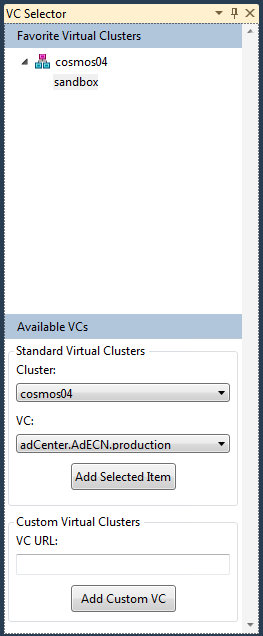 VC Selector
Favorite Virtual Clusters
cosmos04
sandbox
Available VCs
Standard Virtual Clusters
Cluster:
cosmos04
VC:
adCenter.AdECN.production
Add Selected Item
Custom Virtual Clusters
VC URL:
Add Custom VC